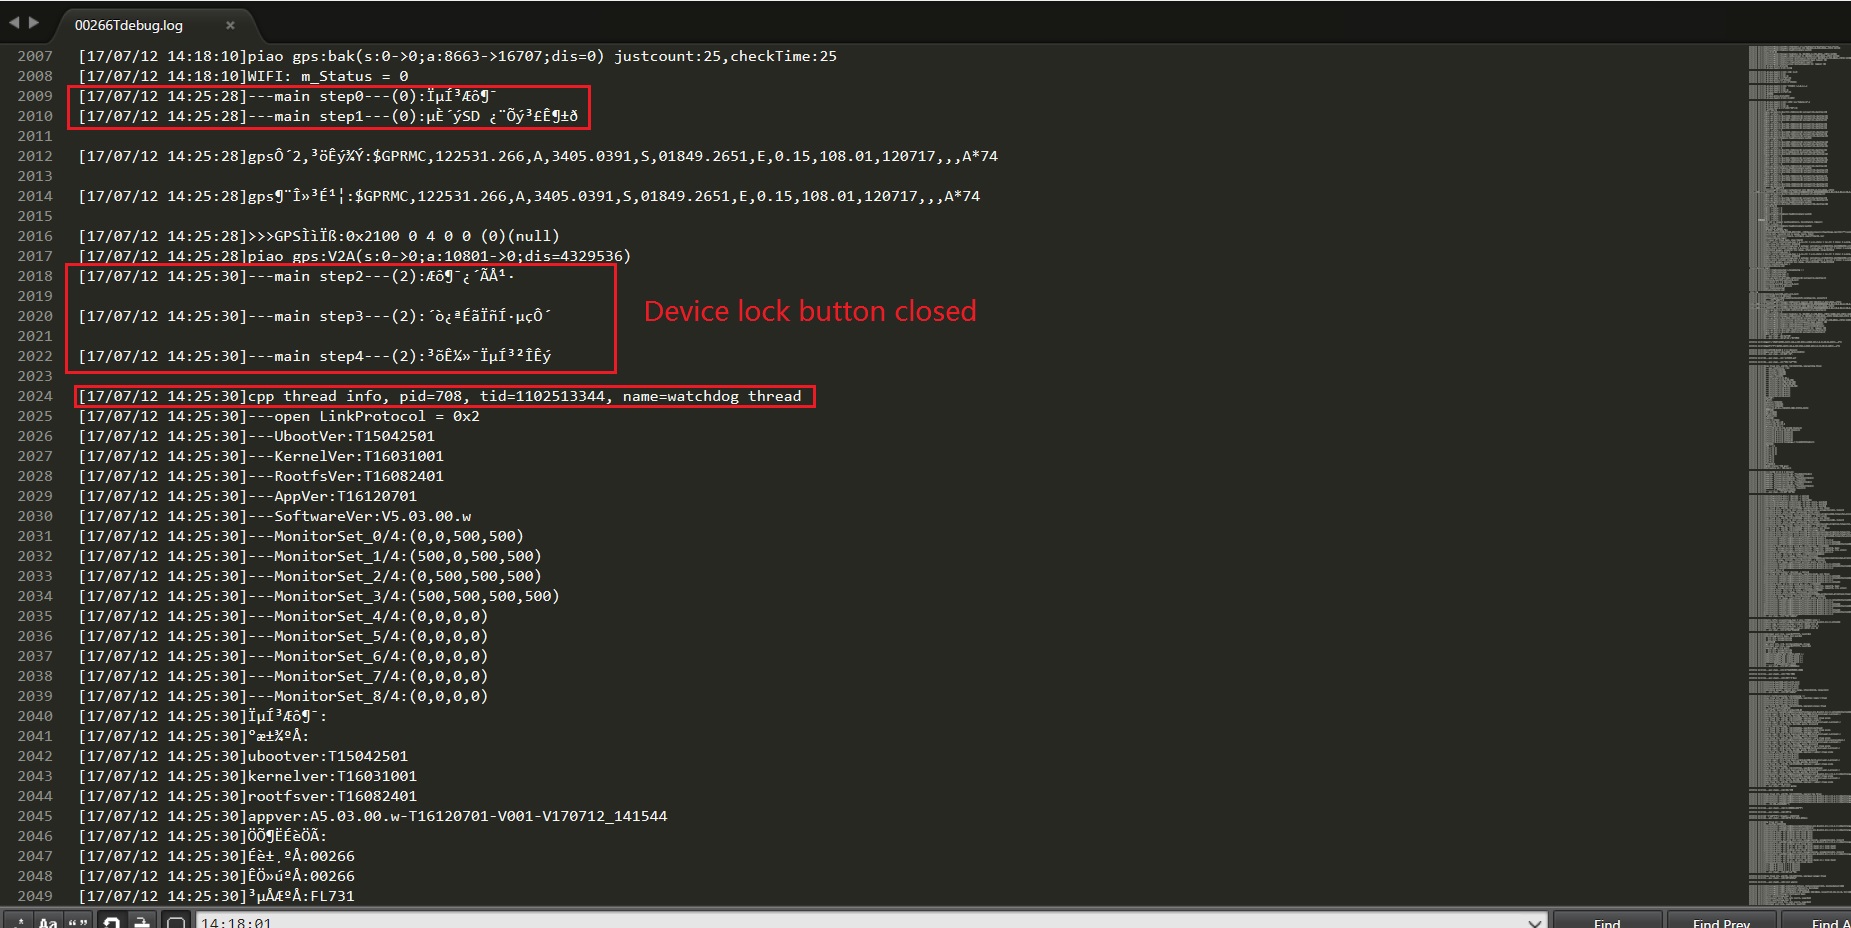 00266Tdebug.log
2007 [17/07/12 14:18:10]piao gps:bak(s:0->0;a:8663->16707;dis=0) justcount:25,checkTime:25
2008 [17/07/12 14:18:10]WIFI: m_Status = 0
2009 [17/07/12 14:25:28]---main step0---(0):ÏµÍ³Æô¶¯
2010 [17/07/12 14:25:28]---main step1---(0):µÈ´ýSD ¿¨Õý³£Ê¶±ð
2011
2012 [17/07/12 14:25:28]gpsÔ´2,³öÊý¾Ý:$GPRMC,122531.266,A,3405.0391,S,01849.2651,E,0.15,108.01,120717,,,A*74
2013
2014 [17/07/12 14:25:28]gps¶¨Î»³É¹¦:$GPRMC,122531.266,A,3405.0391,S,01849.2651,E,0.15,108.01,120717,,,A*74
2015
2016 [17/07/12 14:25:28]>>>GPSÌìÏß:0x2100 0 4 0 0 (0)(null)
2017 [17/07/12 14:25:28]piao gps:V2A(s:0->0;a:10801->0;dis=4329536)
2018 [17/07/12 14:25:30]---main step2---(2):Æô¶¯¿´ÃÅ¹·
2019
2020 [17/07/12 14:25:30]---main step3---(2):´ò¿ªÉãÏñÍ·µçÔ´
Device lock button closed
2021
2022 [17/07/12 14:25:30]---main step4---(2):³õÊ¼»¯ÏµÍ³²ÎÊý
2023
2024 [17/07/12 14:25:30]cpp thread info, pid=708, tid=1102513344, name=watchdog thread
2025 [17/07/12 14:25:30]---open LinkProtocol = 0x2
2026 [17/07/12 14:25:30]---UbootVer:T15042501
2027 [17/07/12 14:25:30]---KernelVer:T16031001
2028 [17/07/12 14:25:30]---RootfsVer:T16082401
2029 [17/07/12 14:25:30]---AppVer:T16120701
2030 [17/07/12 14:25:30]---SoftwareVer:V5.03.00.w
2031 [17/07/12 14:25:30]---MonitorSet_0/4:(0,0,500,500)
2032 [17/07/12 14:25:30]---MonitorSet_1/4:(500,0,500,500)
2033 [17/07/12 14:25:30]---MonitorSet_2/4:(0,500,500,500)
2034 [17/07/12 14:25:30]---MonitorSet_3/4:(500,500,500,500)
2035 [17/07/12 14:25:30]---MonitorSet_4/4:(0,0,0,0)
2036 [17/07/12 14:25:30]---MonitorSet_5/4:(0,0,0,0)
2037 [17/07/12 14:25:30]---MonitorSet_6/4:(0,0,0,0)
2038 [17/07/12 14:25:30]---MonitorSet_7/4:(0,0,0,0)
2039 [17/07/12 14:25:30]---MonitorSet_8/4:(0,0,0,0)
2040 [17/07/12 14:25:30]ÏµÍ³Æô¶¯:
2041 [17/07/12 14:25:30]°æ±¾ºÅ:
2042 [17/07/12 14:25:30]ubootver:T15042501
2043 [17/07/12 14:25:30]kernelver:T16031001
2044 [17/07/12 14:25:30]rootfsver:T16082401
2045 [17/07/12 14:25:30]appver:A5.03.00.w-T16120701-V001-V170712_141544
2046 [17/07/12 14:25:30]ÖÕ¶ËÉèÖÃ:
2047 [17/07/12 14:25:30]Éè±¸ºÅ:00266
2048 [17/07/12 14:25:30]ÊÖ»úºÅ:00266
2049 [17/07/12 14:25:30]³µÅÆºÅ:FL731
.* Aa “” 14:18:01 Find Find Prev Find A